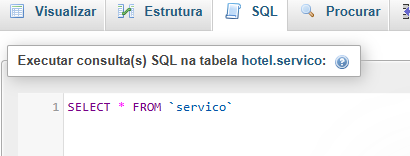 Visualizar Estrutura SQL Procurar
Executar consulta(s) SQL na tabela hotel.servico:
1 SELECT * FROM `servico`